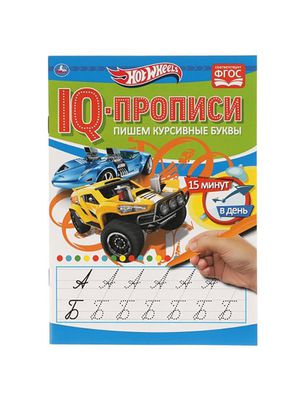 Hot Wheels
СООТВЕТСТВУЕТ
ФГОС
IQ-ПРОПИСИ
ПИШЕМ КУРСИВНЫЕ БУКВЫ
15 минут
в день
А А А А А А А
Б Б Б Б Б Б Б